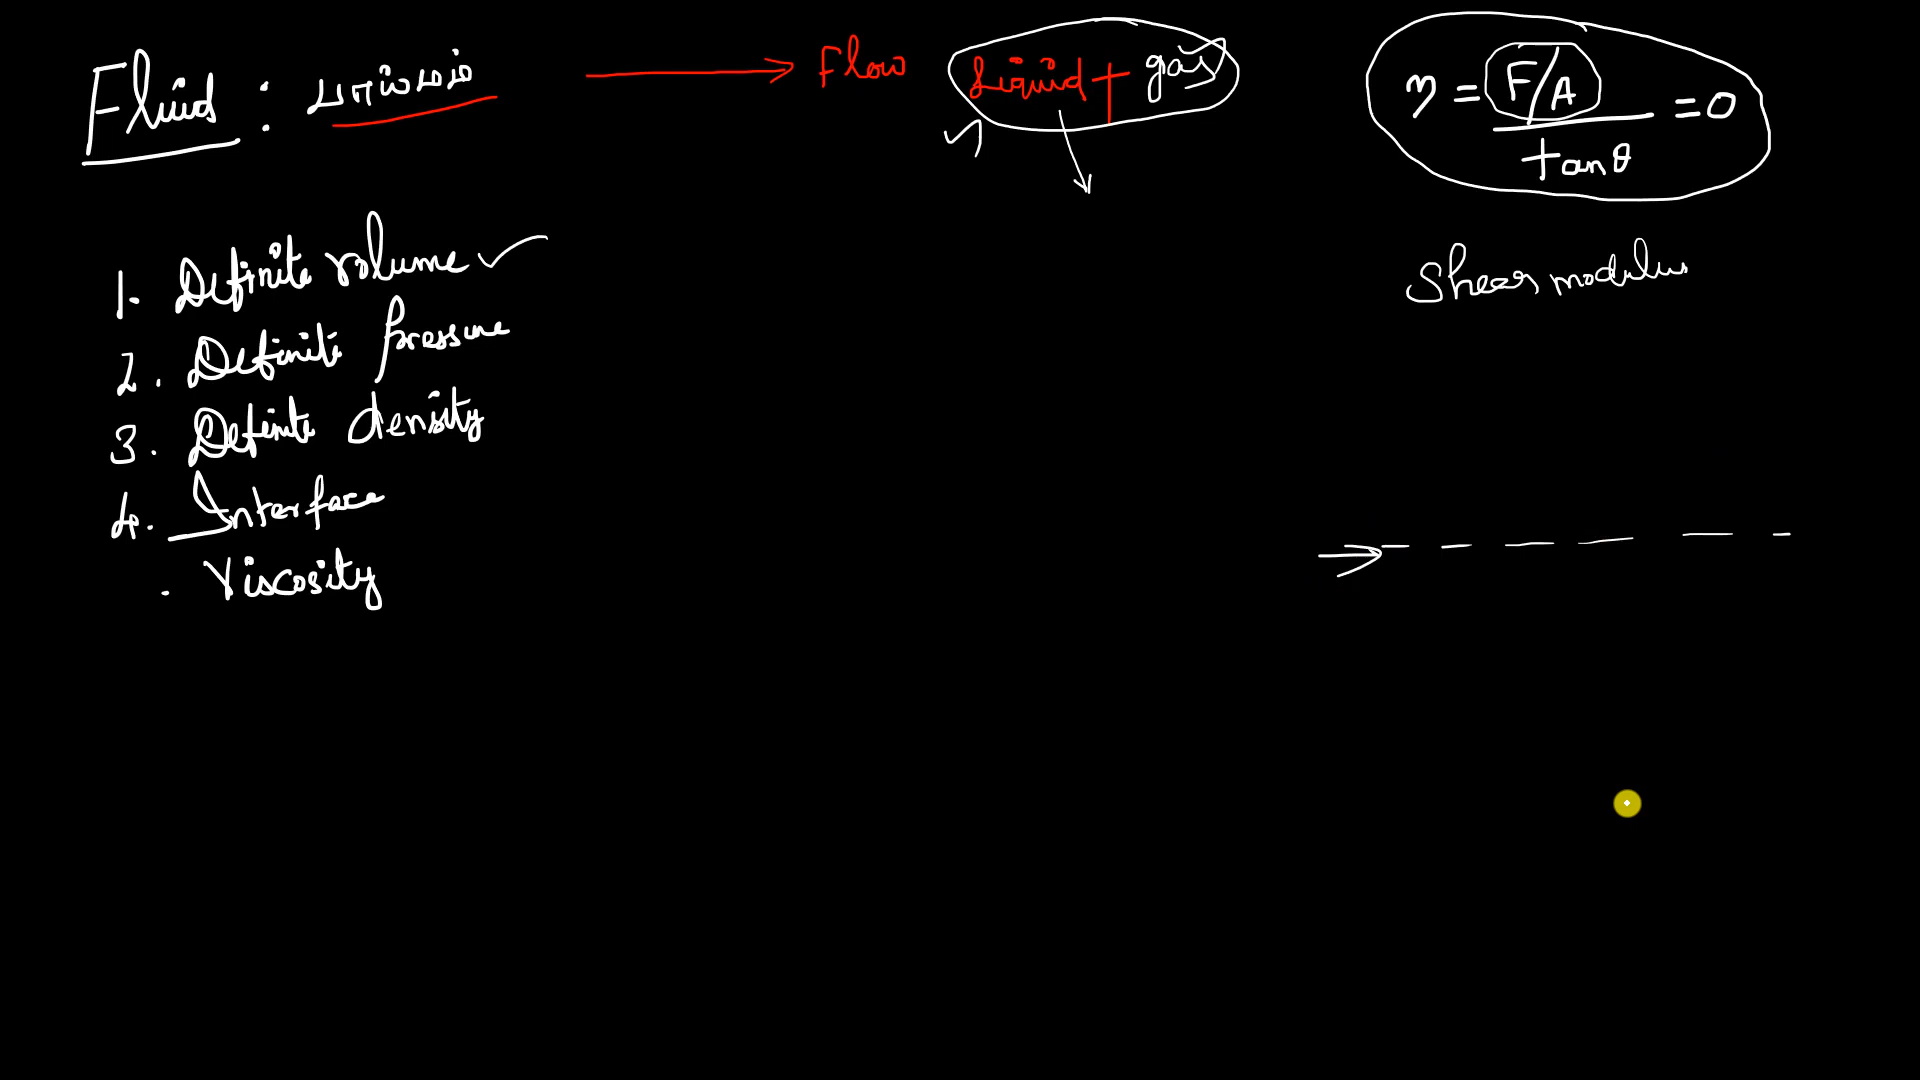 Fluid : பாய்மம் Flow Liquid + gas
η = F/A / tanθ = 0
Shear modulus
1. Definite volume
2. Definite pressure
3. Definite density
4. Interface
. Viscosity